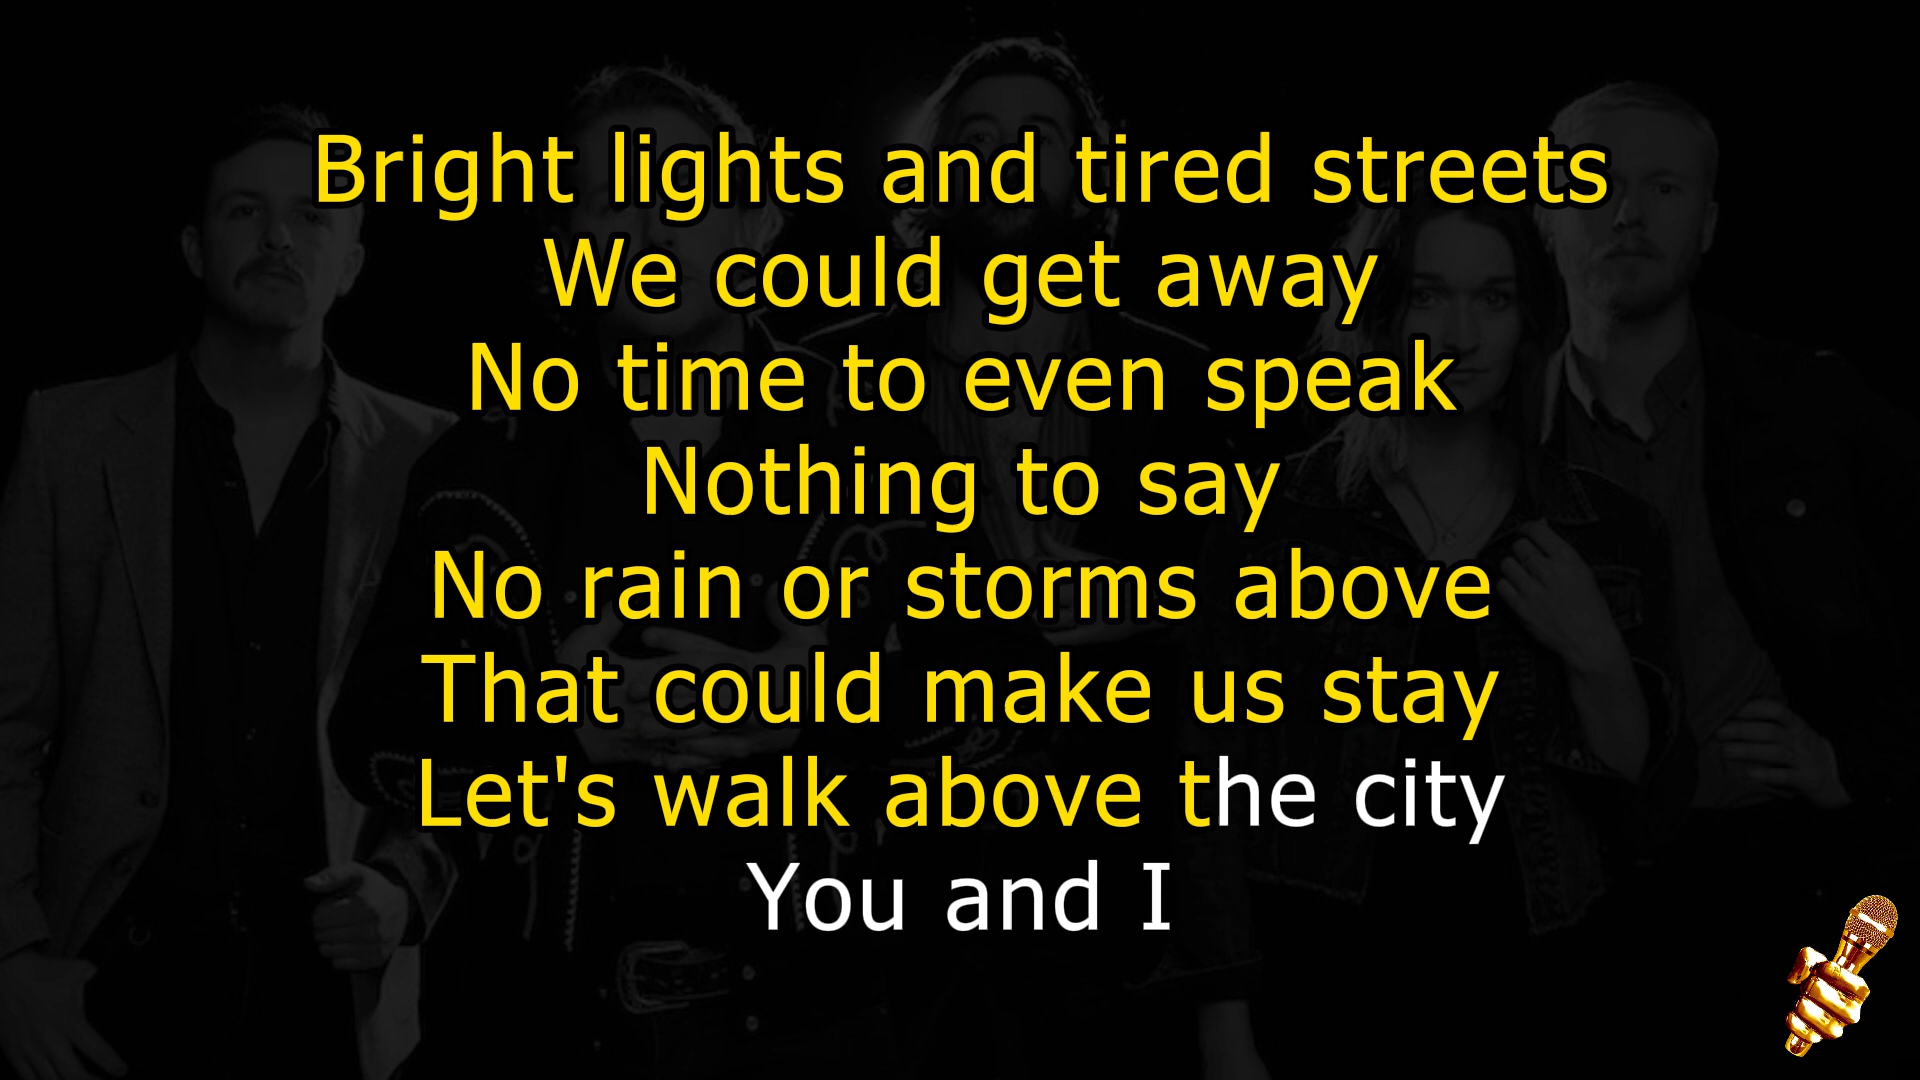 Bright lights and tired streets
We could get away
No time to even speak
Nothing to say
No rain or storms above
That could make us stay
Let's walk above the city
You and I